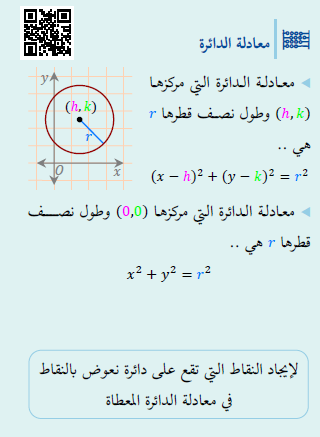 معادلة الدائرة
معادلة الدائرة التي مركزها
(h, k) وطول نصف قطرها r
هي ..
(x − h)² + (y − k)² = r²
معادلة الدائرة التي مركزها (0,0) وطول نصـــف
قطرها r هي ..
x² + y² = r²
y
(h, k)
r
O
x
لإيجاد النقاط التي تقع على دائرة نعوض بالنقاط
في معادلة الدائرة المعطاة